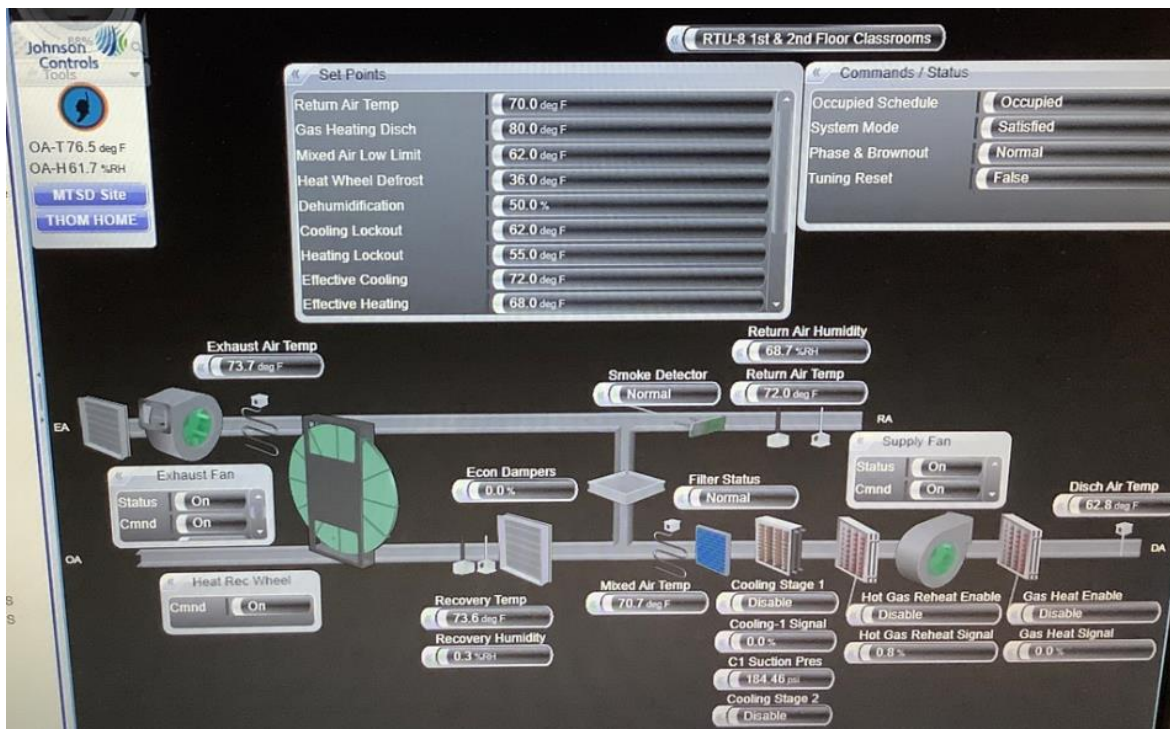 RTU-8 1st & 2nd Floor Classrooms
Johnson
Controls
Tools
OA-T 76.5 deg F
OA-H 61.7 %RH
MTSD Site
THOM HOME
Set Points
Return Air Temp 70.0 deg F
Gas Heating Disch 80.0 deg F
Mixed Air Low Limit 62.0 deg F
Heat Wheel Defrost 36.0 deg F
Dehumidification 50.0 %
Cooling Lockout 62.0 deg F
Heating Lockout 55.0 deg F
Effective Cooling 72.0 deg F
Effective Heating 68.0 deg F
Commands / Status
Occupied Schedule Occupied
System Mode Satisfied
Phase & Brownout Normal
Tuning Reset False
Exhaust Air Temp
73.7 deg F
Return Air Humidity
68.7 %RH
Smoke Detector
Normal
Return Air Temp
72.0 deg F
EA
RA
Exhaust Fan
Status On
Cmnd On
Econ Dampers
0.0 %
Filter Status
Normal
Supply Fan
Status On
Cmnd On
Disch Air Temp
62.8 deg F
OA
DA
Heat Rec Wheel
Cmnd On
Recovery Temp
73.6 deg F
Recovery Humidity
0.3 %RH
Mixed Air Temp
70.7 deg F
Cooling Stage 1
Disable
Cooling-1 Signal
0.0 %
C1 Suction Pres
184.46 psi
Cooling Stage 2
Disable
Hot Gas Reheat Enable
Disable
Hot Gas Reheat Signal
0.8 %
Gas Heat Enable
Disable
Gas Heat Signal
0.0 %